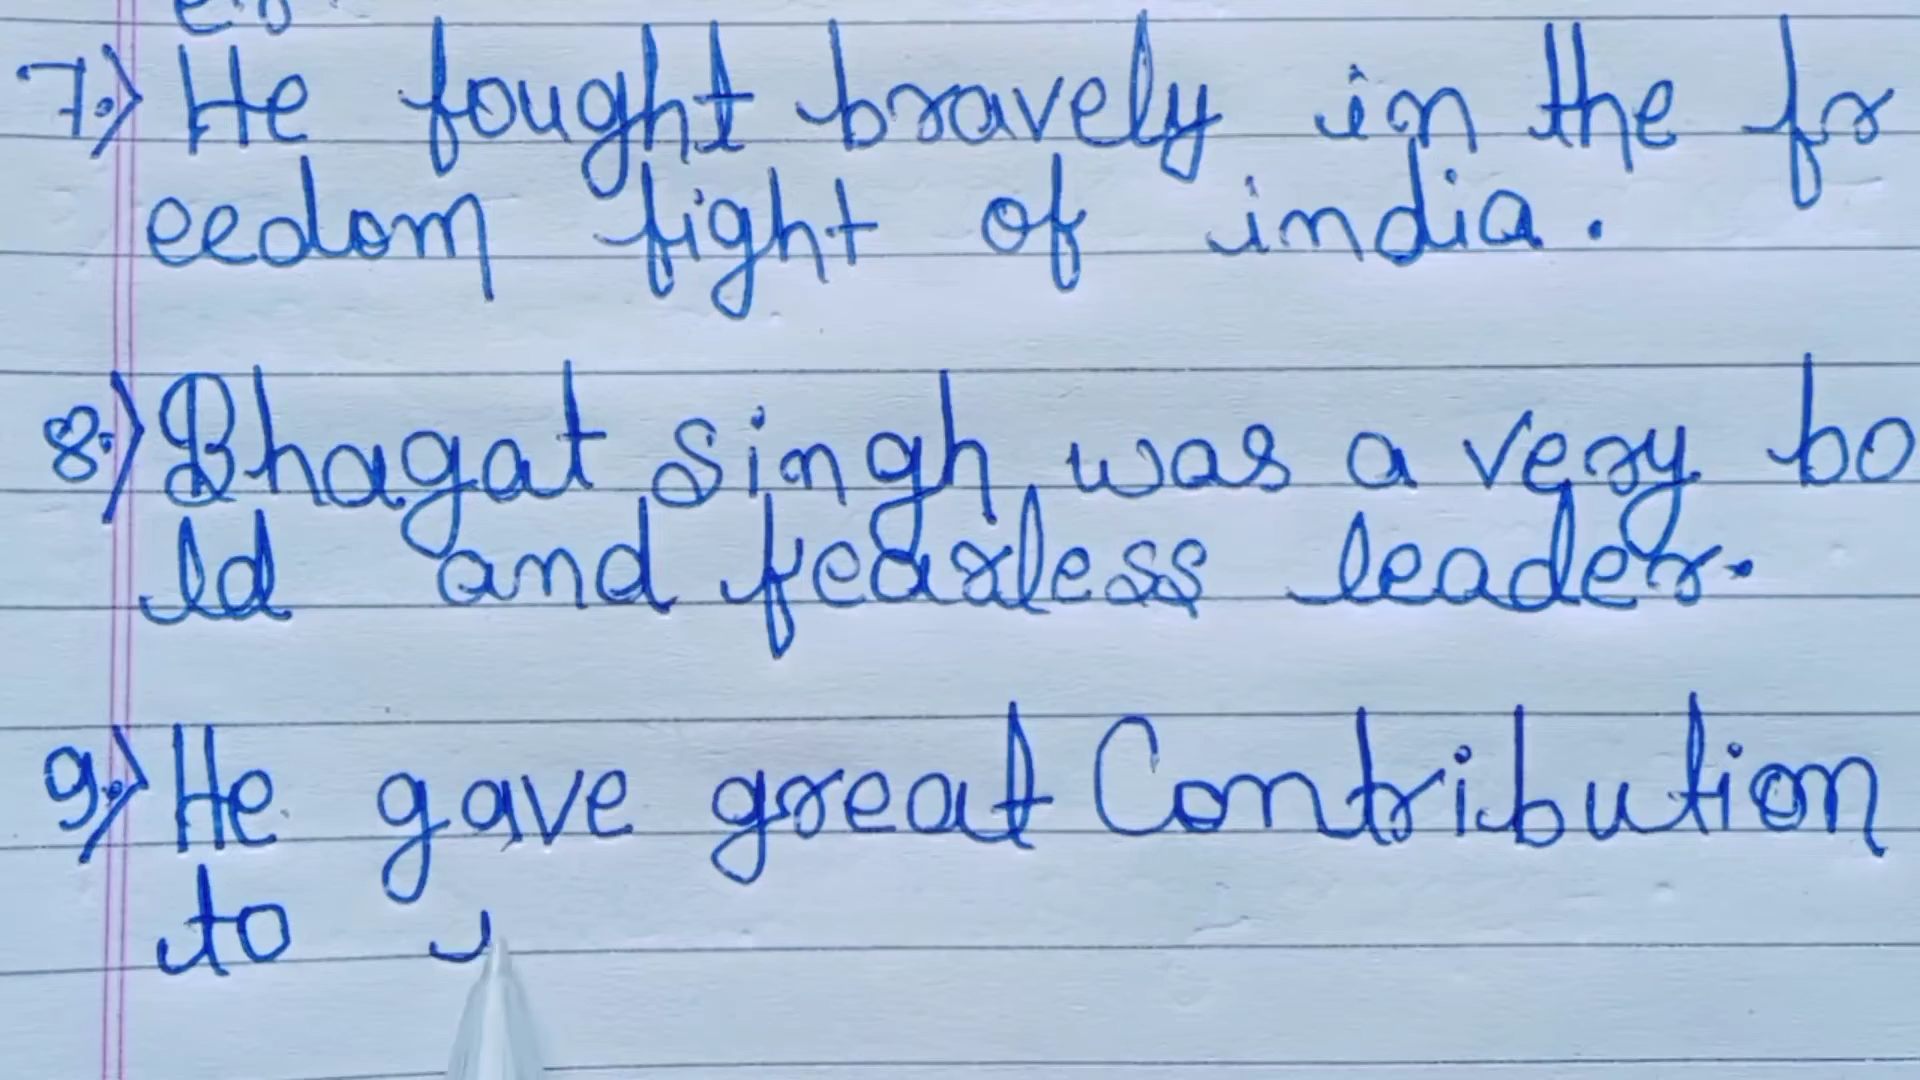 7.) He fought bravely in the fr
eedom fight of india.
8.) Bhagat singh was a very bo
ld and fearless leader.
9.) He gave great Contribution
to